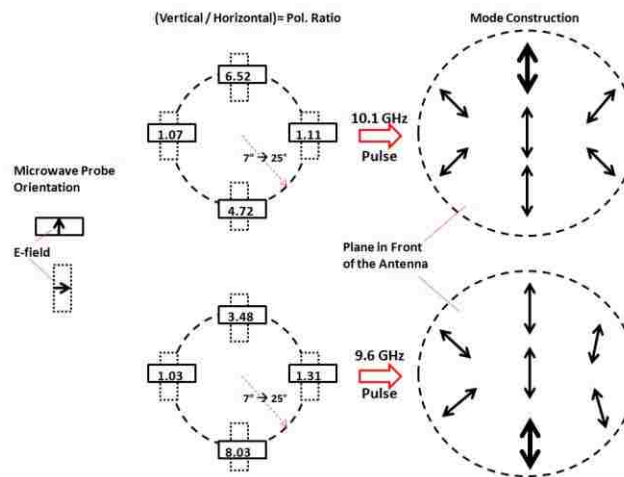 (Vertical / Horizontal)= Pol. Ratio
Mode Construction
6.52
1.07
1.11
7" → 25"
4.72
10.1 GHz
Pulse
Microwave Probe
Orientation
E-field
Plane in Front
of the Antenna
3.48
1.03
1.31
7" → 25"
8.03
9.6 GHz
Pulse